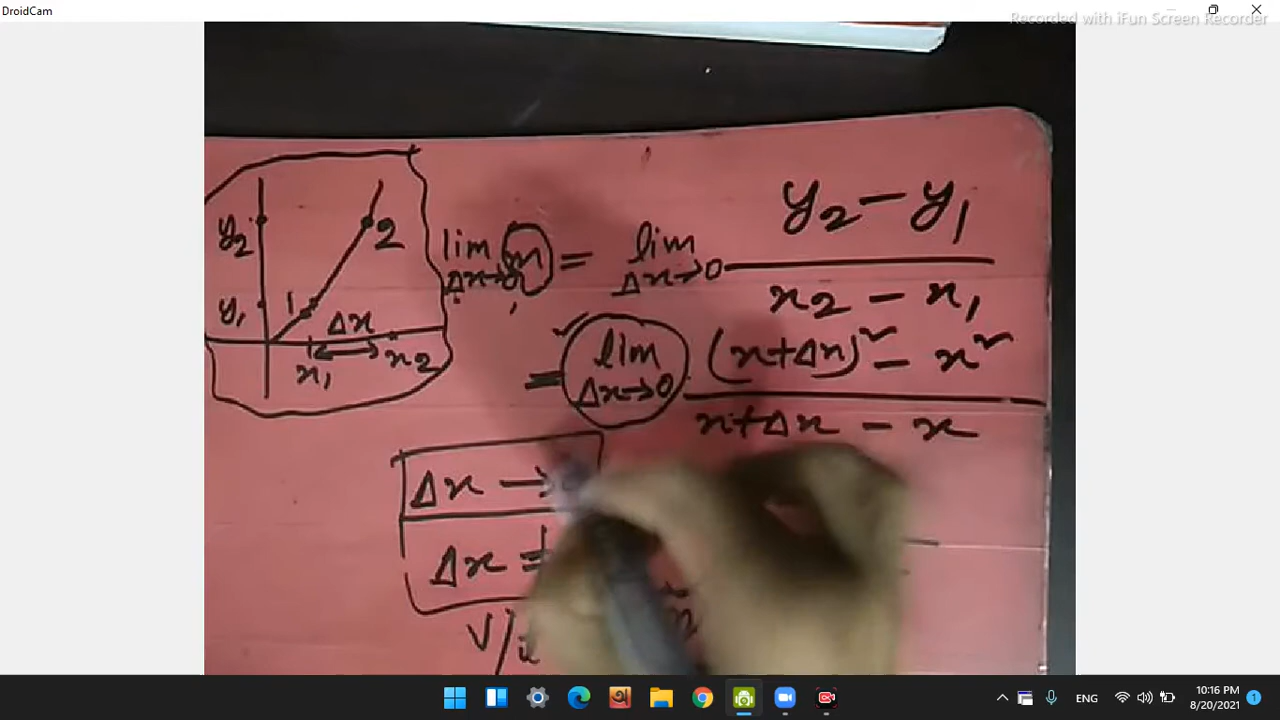 DroidCam
Recorded with iFun Screen Recorder
y2
y1
2
1
Δx
x1
x2
lim Δx→0 m = lim Δx→0 y2 - y1 / x2 - x1
= lim Δx→0 (x+Δx)² - x² / x+Δx - x
Δx →
Δx ≠
ENG
10:16 PM
8/20/2021
1